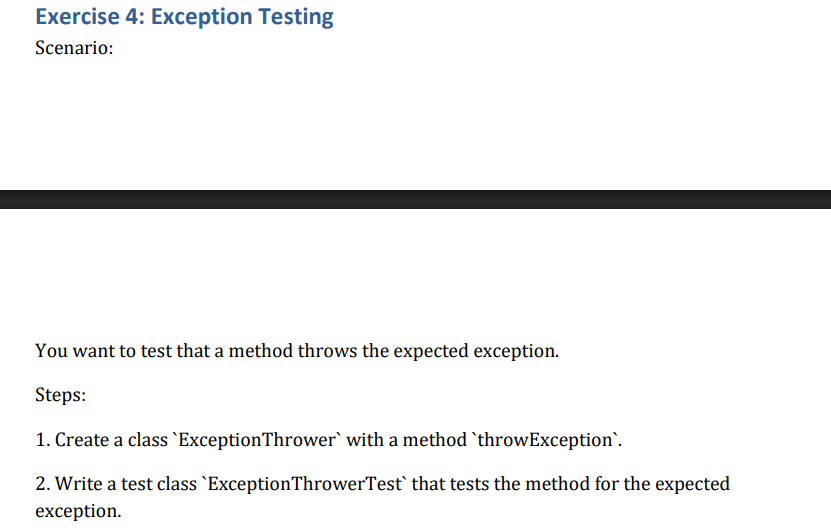 Exercise 4: Exception Testing
Scenario:
You want to test that a method throws the expected exception.
Steps:
1. Create a class `ExceptionThrower` with a method `throwException`.
2. Write a test class `ExceptionThrowerTest` that tests the method for the expected
exception.